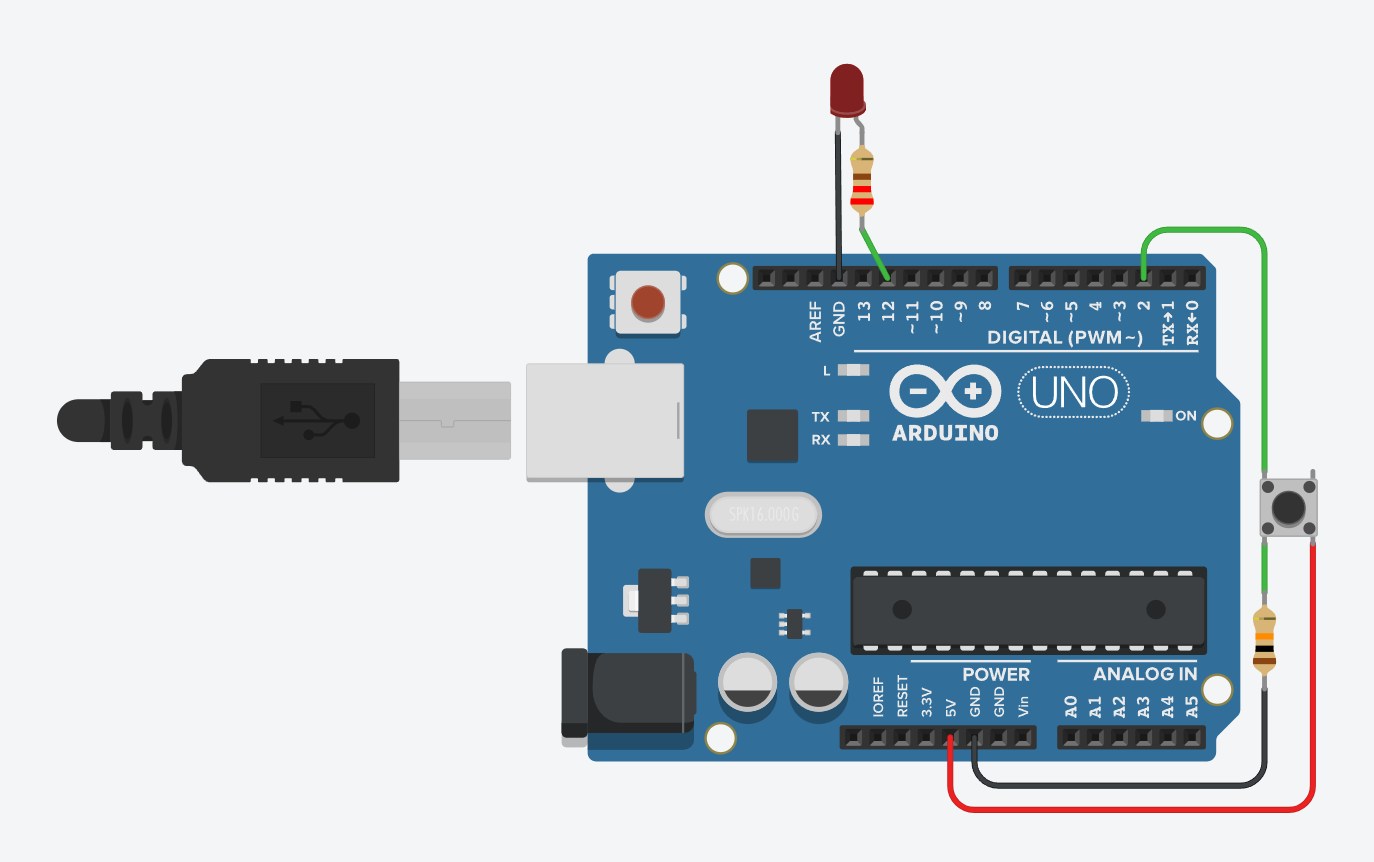 AREF
GND
13
12
~11
~10
~9
8
7
~6
~5
4
~3
2
TX→1
RX←0
DIGITAL (PWM~)
L
TX
RX
UNO
ARDUINO
ON
SPK16.000G
POWER
ANALOG IN
IOREF
RESET
3.3V
5V
GND
GND
Vin
A0
A1
A2
A3
A4
A5